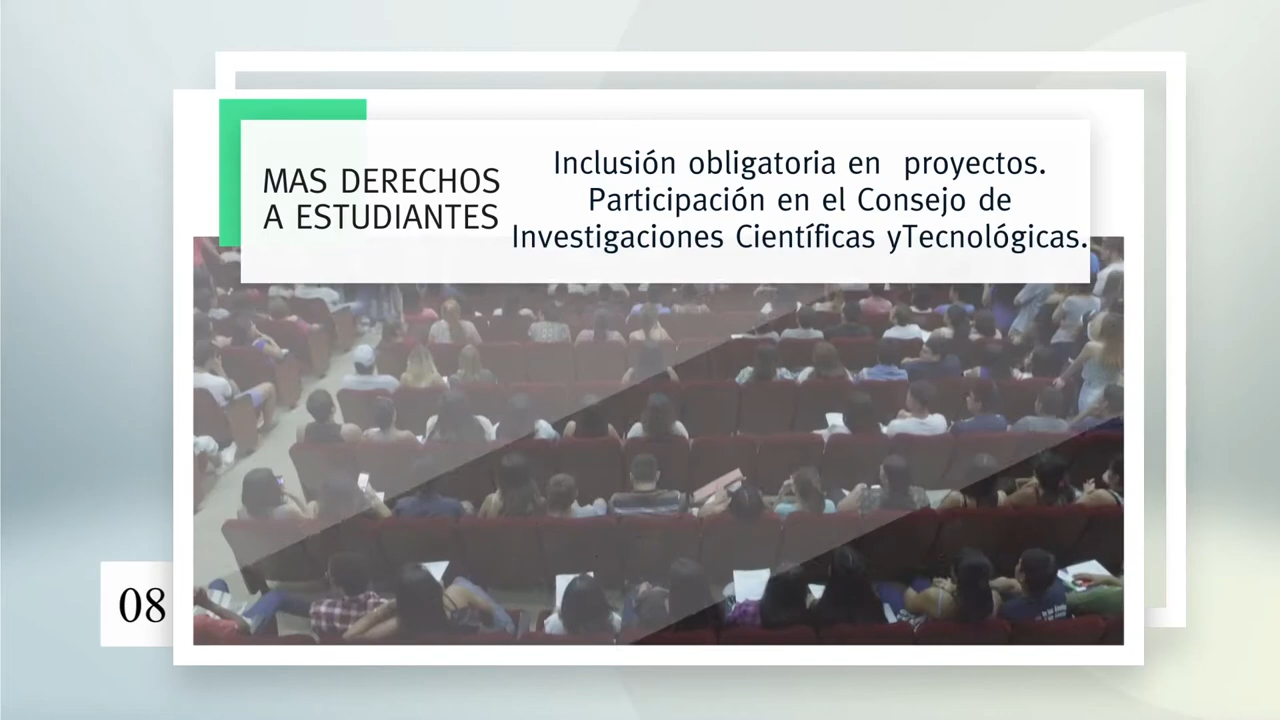 MAS DERECHOS
A ESTUDIANTES
Inclusión obligatoria en proyectos.
Participación en el Consejo de
Investigaciones Científicas yTecnológicas.
08